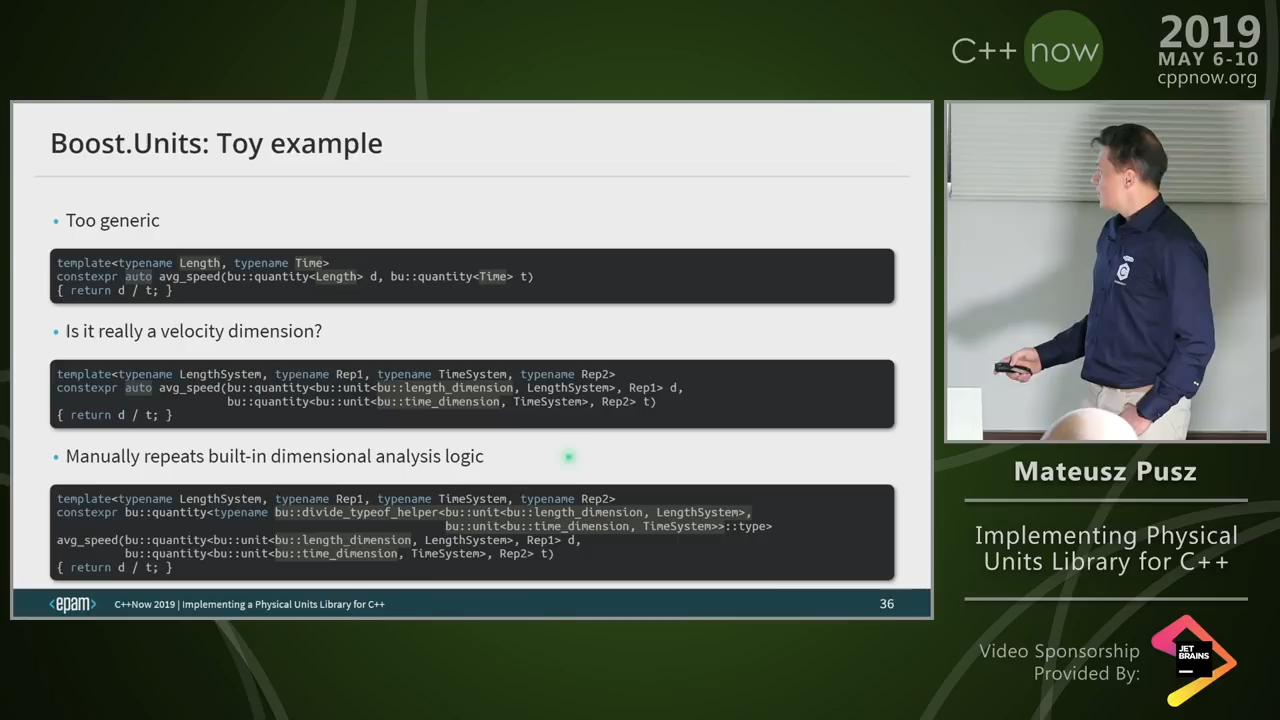 C++ now
2019
MAY 6-10
cppnow.org
Boost.Units: Toy example
• Too generic
template<typename Length, typename Time>
constexpr auto avg_speed(bu::quantity<Length> d, bu::quantity<Time> t)
{ return d / t; }
• Is it really a velocity dimension?
template<typename LengthSystem, typename Rep1, typename TimeSystem, typename Rep2>
constexpr auto avg_speed(bu::quantity<bu::unit<bu::length_dimension, LengthSystem>, Rep1> d,
bu::quantity<bu::unit<bu::time_dimension, TimeSystem>, Rep2> t)
{ return d / t; }
• Manually repeats built-in dimensional analysis logic
template<typename LengthSystem, typename Rep1, typename TimeSystem, typename Rep2>
constexpr bu::quantity<typename bu::divide_typeof_helper<bu::unit<bu::length_dimension, LengthSystem>,
bu::unit<bu::time_dimension, TimeSystem>>::type>
avg_speed(bu::quantity<bu::unit<bu::length_dimension, LengthSystem>, Rep1> d,
bu::quantity<bu::unit<bu::time_dimension, TimeSystem>, Rep2> t)
{ return d / t; }
<epam> C++Now 2019 | Implementing a Physical Units Library for C++ 36
Mateusz Pusz
Implementing Physical
Units Library for C++
Video Sponsorship
Provided By:
JET
BRAINS